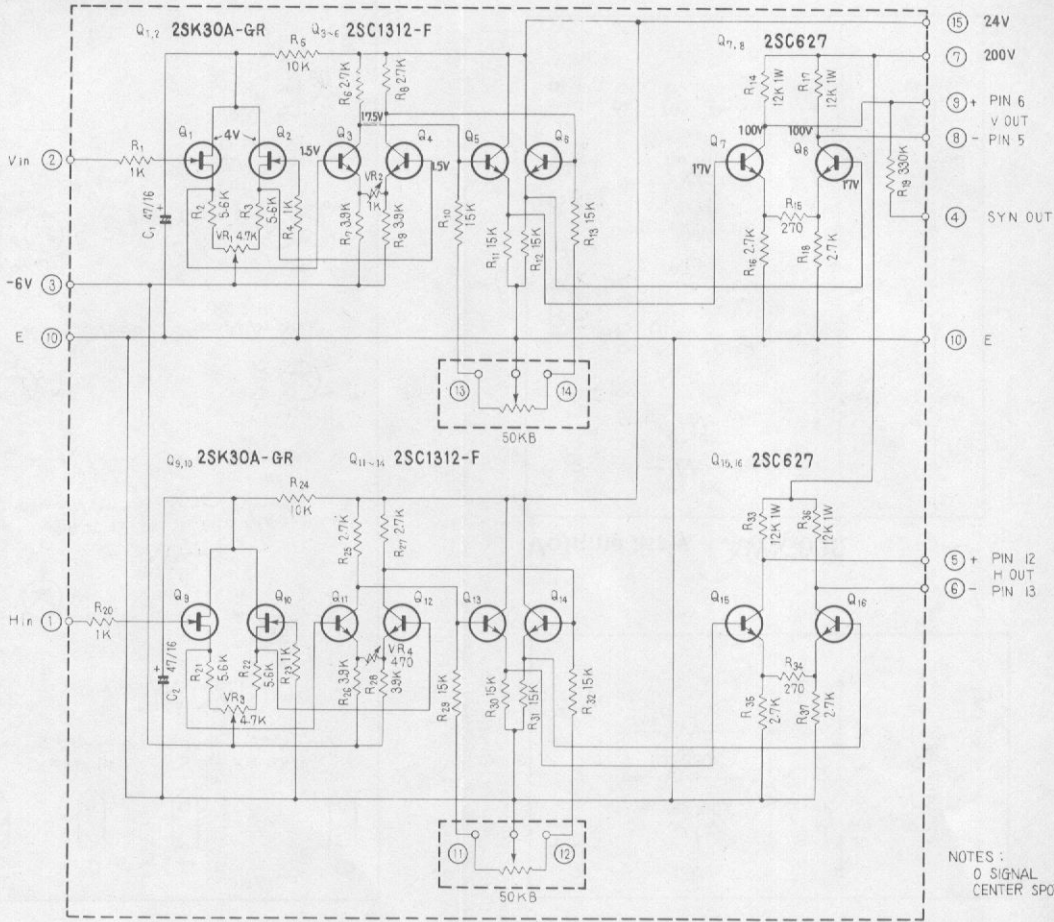 Q1,2 2SK30A-GR
Q3~6 2SC1312-F
Q7,8 2SC627
15 24V
7 200V
9 + PIN 6
V OUT
8 - PIN 5
4 SYN OUT
10 E
Vin 2
-6V 3
E 10
R1
1K
C1 47/16
+
Q1
4V
Q2
R2
5.6K
R3
5.6K
VR1 4.7K
R4 1K
R5
10K
R6 2.7K
R8 2.7K
17.5V
1.5V
Q3
Q4
1.5V
VR2
1K
R7 3.9K
R9 3.9K
Q5
Q6
R10
15K
R11 15K
R12 15K
R13 15K
R14
12K 1W
R17
12K 1W
100V
100V
Q7
Q8
17V
17V
R15
270
R16 2.7K
R18
2.7K
R19 330K
13
14
50KB
Q9,10 2SK30A-GR
Q11~14 2SC1312-F
Q15,16 2SC627
Hin 1
R20
1K
C2 47/16
+
Q9
Q10
R21
5.6K
R22
5.6K
R23 1K
VR3
4.7K
R24
10K
R25 2.7K
R27 2.7K
Q11
Q12
VR4
470
R26 3.9K
R28
3.9K
Q13
Q14
R29 15K
R30 15K
R31 15K
R32 15K
R33
12K 1W
R36
12K 1W
5 + PIN 12
H OUT
6 - PIN 13
Q15
Q16
R34
270
R35
2.7K
R37
2.7K
11
12
50KB
NOTES :
0 SIGNAL
CENTER SPO